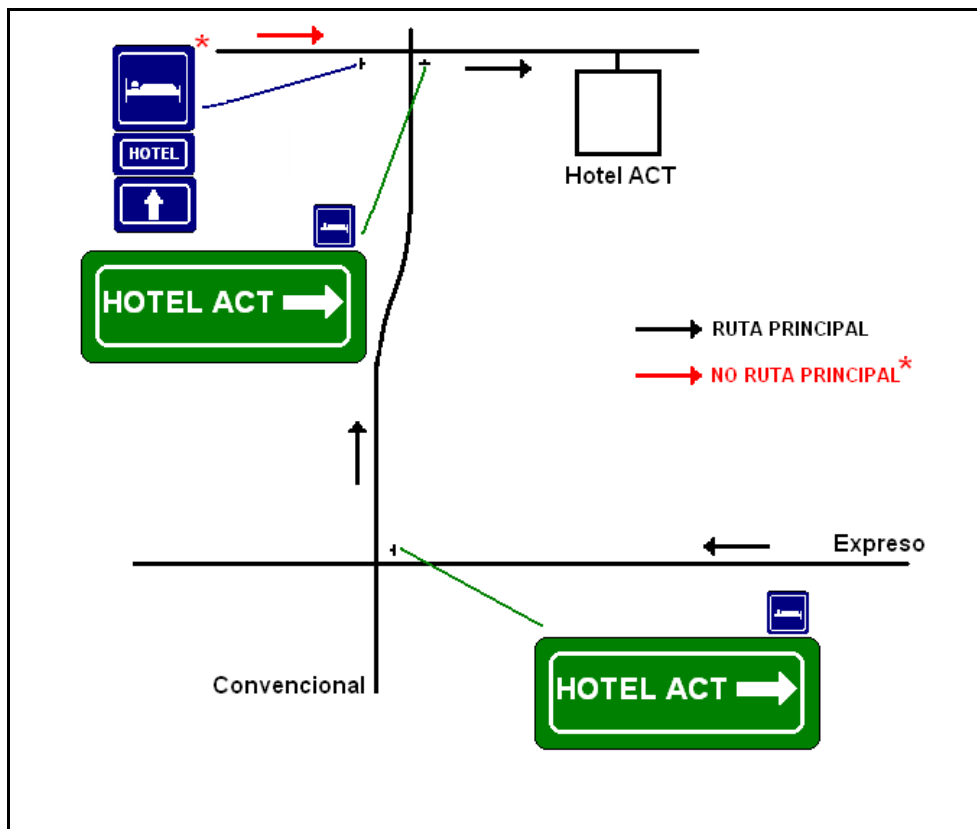 *
HOTEL
Hotel ACT
HOTEL ACT
RUTA PRINCIPAL
NO RUTA PRINCIPAL*
Expreso
Convencional
HOTEL ACT